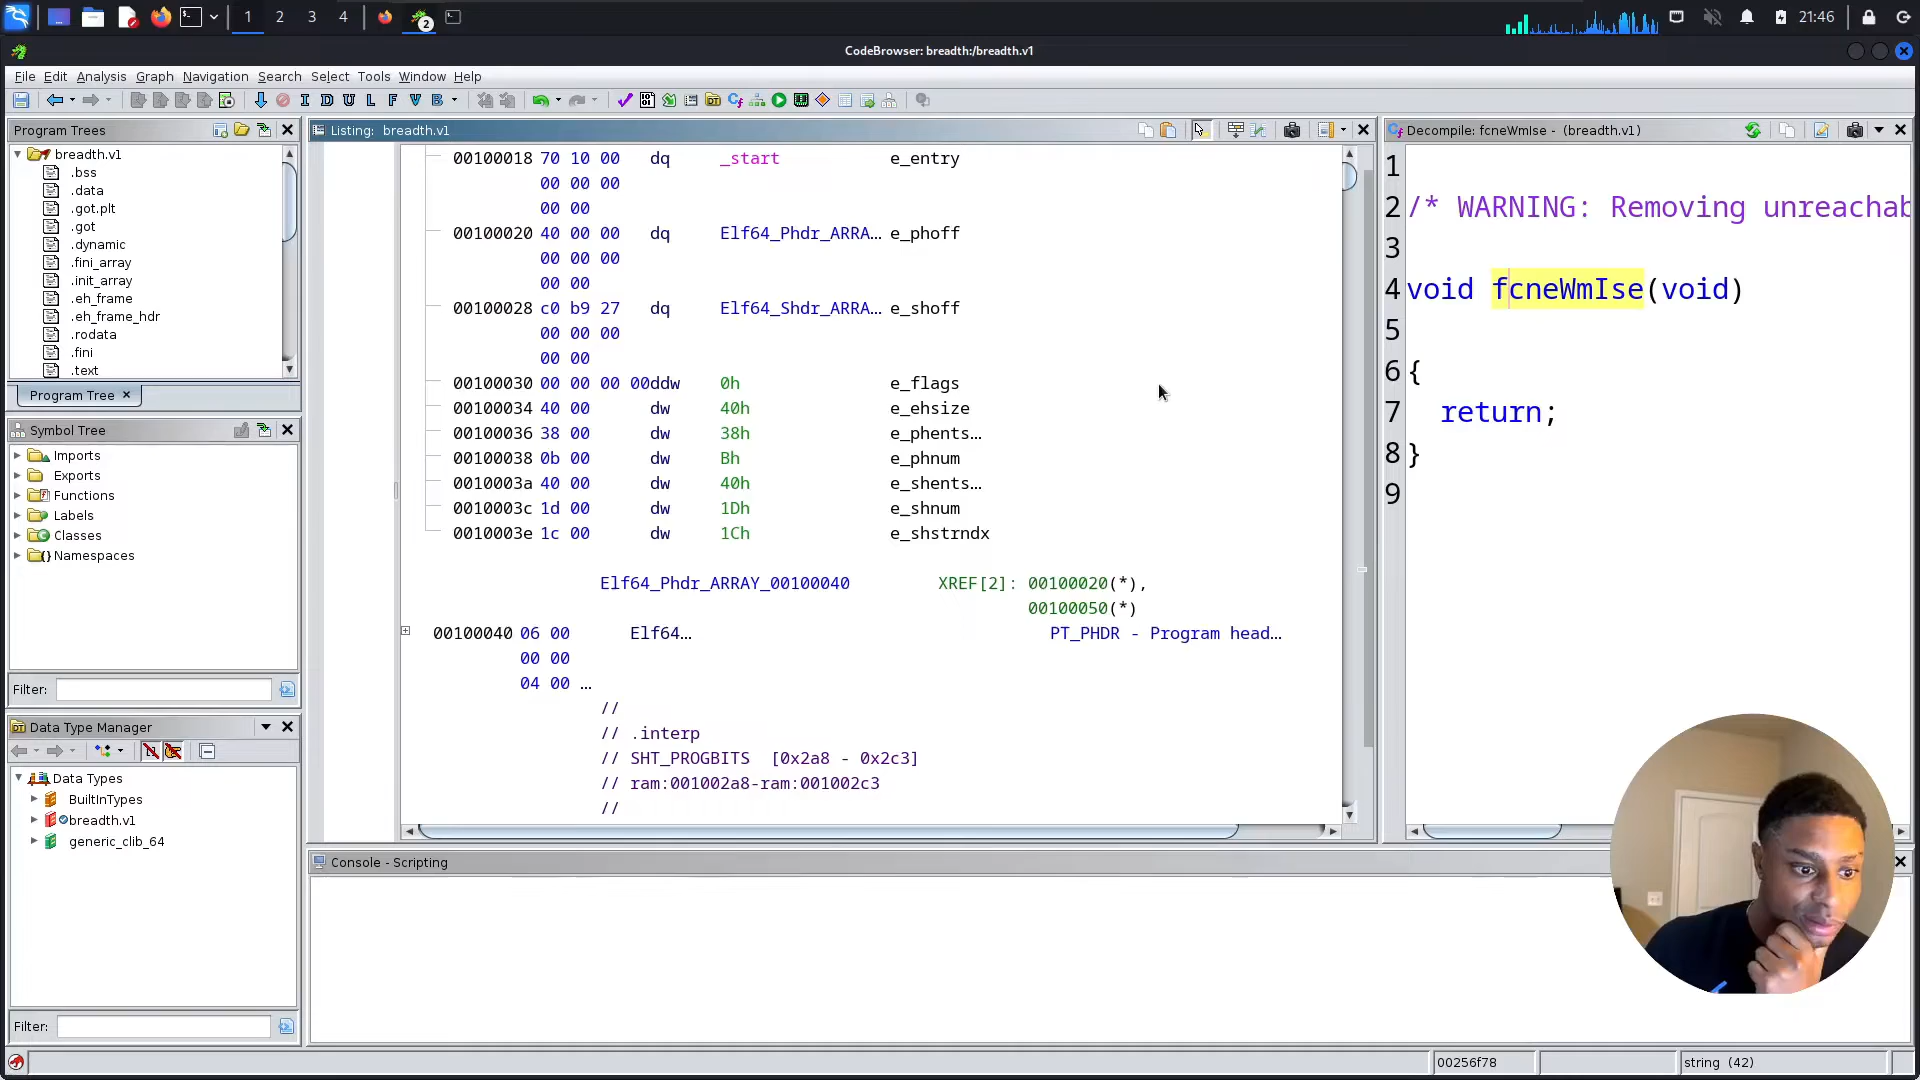 1 2 3 4 2 21:46
CodeBrowser: breadth:/breadth.v1
File Edit Analysis Graph Navigation Search Select Tools Window Help
I D U L F V B
Program Trees
breadth.v1
.bss
.data
.got.plt
.got
.dynamic
.fini_array
.init_array
.eh_frame
.eh_frame_hdr
.rodata
.fini
.text
Program Tree ×
Symbol Tree
Imports
Exports
Functions
Labels
Classes
Namespaces
Filter:
Data Type Manager
Data Types
BuiltInTypes
breadth.v1
generic_clib_64
Filter:
Listing: breadth.v1
00100018 70 10 00 dq _start e_entry
00 00 00
00 00
00100020 40 00 00 dq Elf64_Phdr_ARRA... e_phoff
00 00 00
00 00
00100028 c0 b9 27 dq Elf64_Shdr_ARRA... e_shoff
00 00 00
00 00
00100030 00 00 00 00ddw 0h e_flags
00100034 40 00 dw 40h e_ehsize
00100036 38 00 dw 38h e_phents...
00100038 0b 00 dw Bh e_phnum
0010003a 40 00 dw 40h e_shents...
0010003c 1d 00 dw 1Dh e_shnum
0010003e 1c 00 dw 1Ch e_shstrndx
Elf64_Phdr_ARRAY_00100040 XREF[2]: 00100020(*),
00100050(*)
00100040 06 00 Elf64... PT_PHDR - Program head...
00 00
04 00 ...
//
// .interp
// SHT_PROGBITS [0x2a8 - 0x2c3]
// ram:001002a8-ram:001002c3
//
Decompile: fcneWmIse - (breadth.v1)
1
2 /* WARNING: Removing unreachab
3
4 void fcneWmIse(void)
5
6 {
7 return;
8 }
9
Console - Scripting
00256f78 string (42)